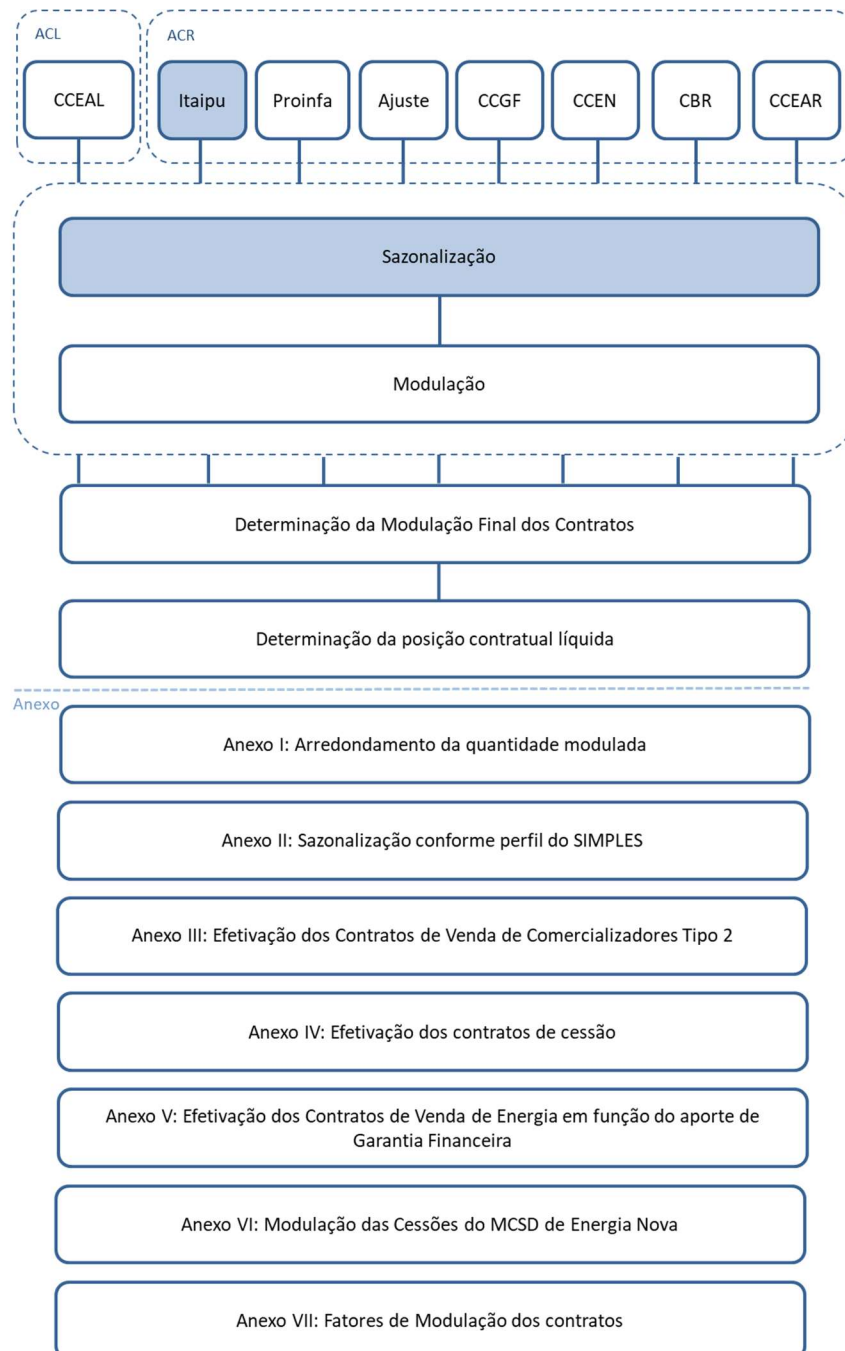 ACL
ACR
CCEAL
Itaipu
Proinfa
Ajuste
CCGF
CCEN
CBR
CCEAR
Sazonalização
Modulação
Determinação da Modulação Final dos Contratos
Determinação da posição contratual líquida
Anexo
Anexo I: Arredondamento da quantidade modulada
Anexo II: Sazonalização conforme perfil do SIMPLES
Anexo III: Efetivação dos Contratos de Venda de Comercializadores Tipo 2
Anexo IV: Efetivação dos contratos de cessão
Anexo V: Efetivação dos Contratos de Venda de Energia em função do aporte de
Garantia Financeira
Anexo VI: Modulação das Cessões do MCSD de Energia Nova
Anexo VII: Fatores de Modulação dos contratos